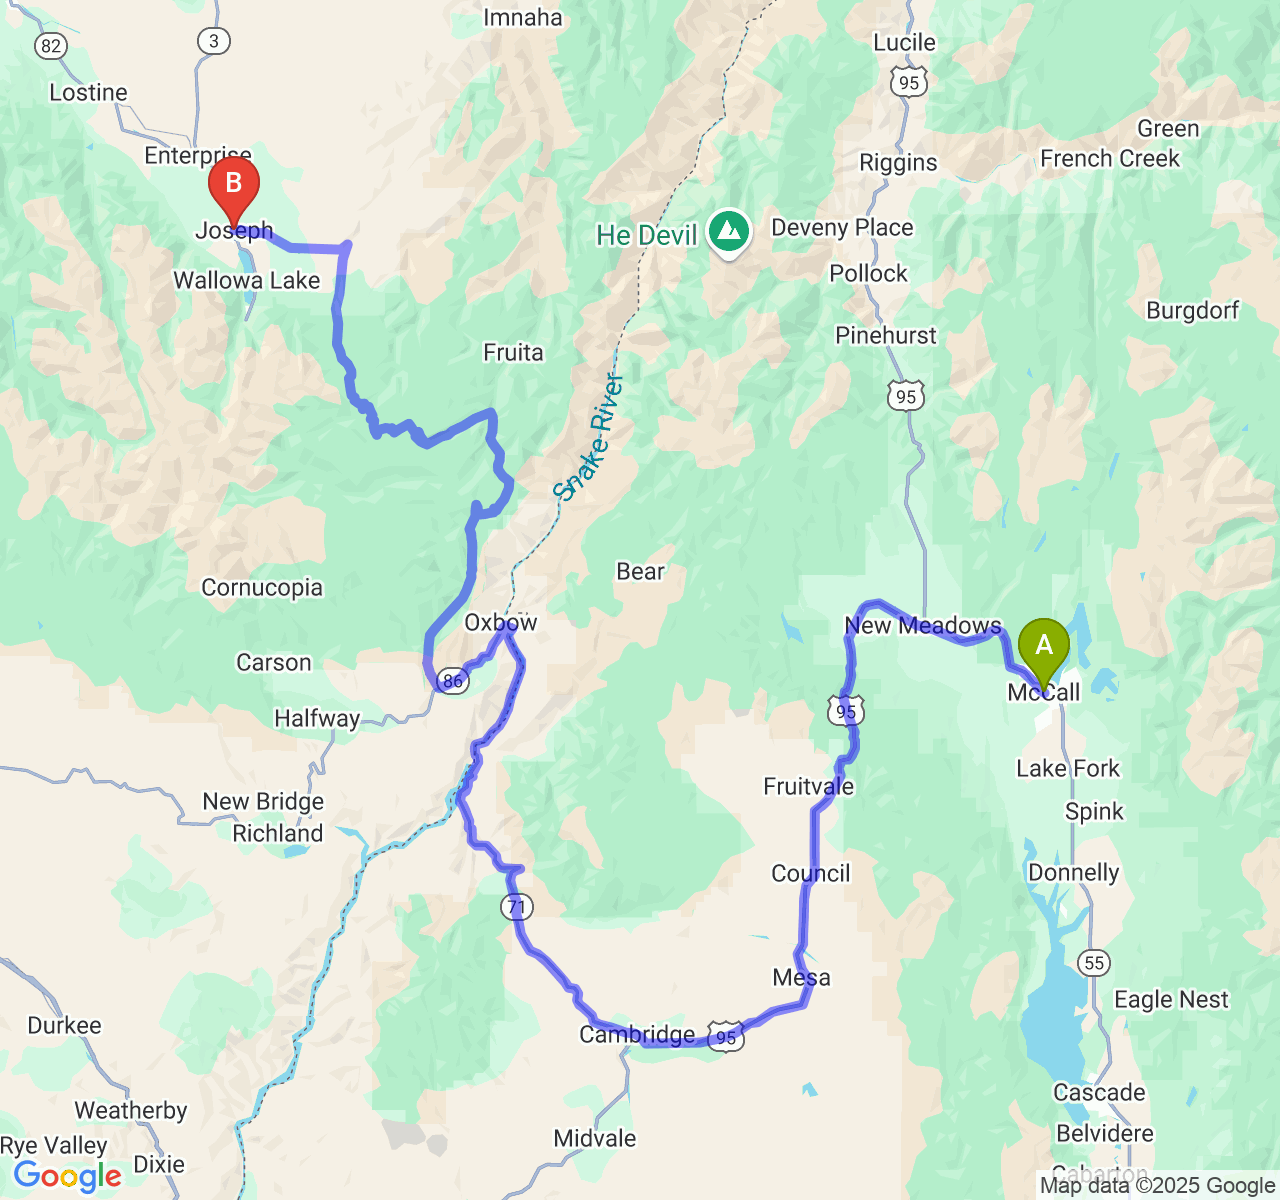 Imnaha
82
3
Lucile
95
Lostine
Green
Enterprise
French Creek
Riggins
B
Joseph
He Devil
Deveny Place
Wallowa Lake
Pollock
Burgdorf
Pinehurst
Fruita
95
Snake River
Bear
Cornucopia
Oxbow
New Meadows
A
Carson
86
McCall
Halfway
95
Lake Fork
Fruitvale
New Bridge
Spink
Richland
Council
Donnelly
71
55
Mesa
Eagle Nest
Durkee
Cambridge
95
Cascade
Weatherby
Belvidere
Midvale
Rye Valley
Dixie
Cabarton
Google
Map data ©2025 Google